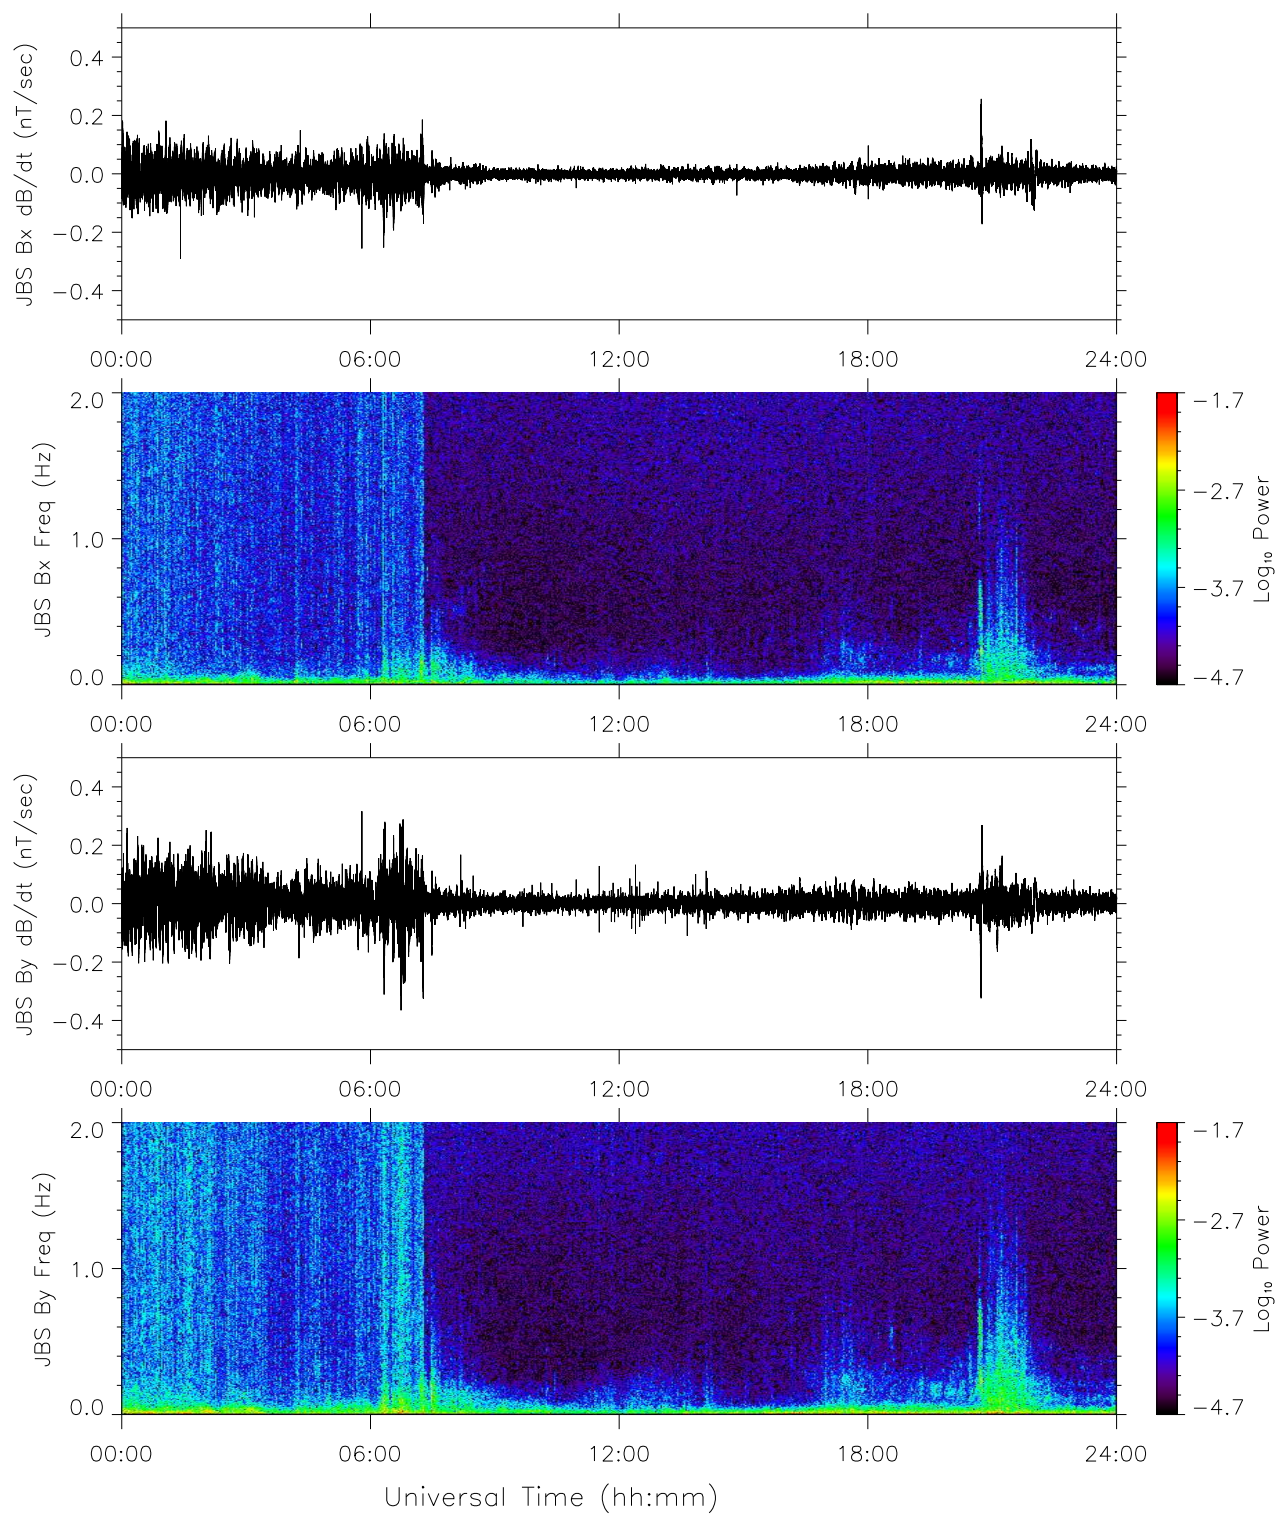 JBS Bx dB/dt (nT/sec)
0.4
0.2
0.0
−0.2
−0.4
00:00 06:00 12:00 18:00 24:00
JBS Bx Freq (Hz)
2.0
1.0
0.0
−1.7
−2.7
−3.7
−4.7
Log₁₀ Power
00:00 06:00 12:00 18:00 24:00
JBS By dB/dt (nT/sec)
0.4
0.2
0.0
−0.2
−0.4
00:00 06:00 12:00 18:00 24:00
JBS By Freq (Hz)
2.0
1.0
0.0
−1.7
−2.7
−3.7
−4.7
Log₁₀ Power
00:00 06:00 12:00 18:00 24:00
Universal Time (hh:mm)